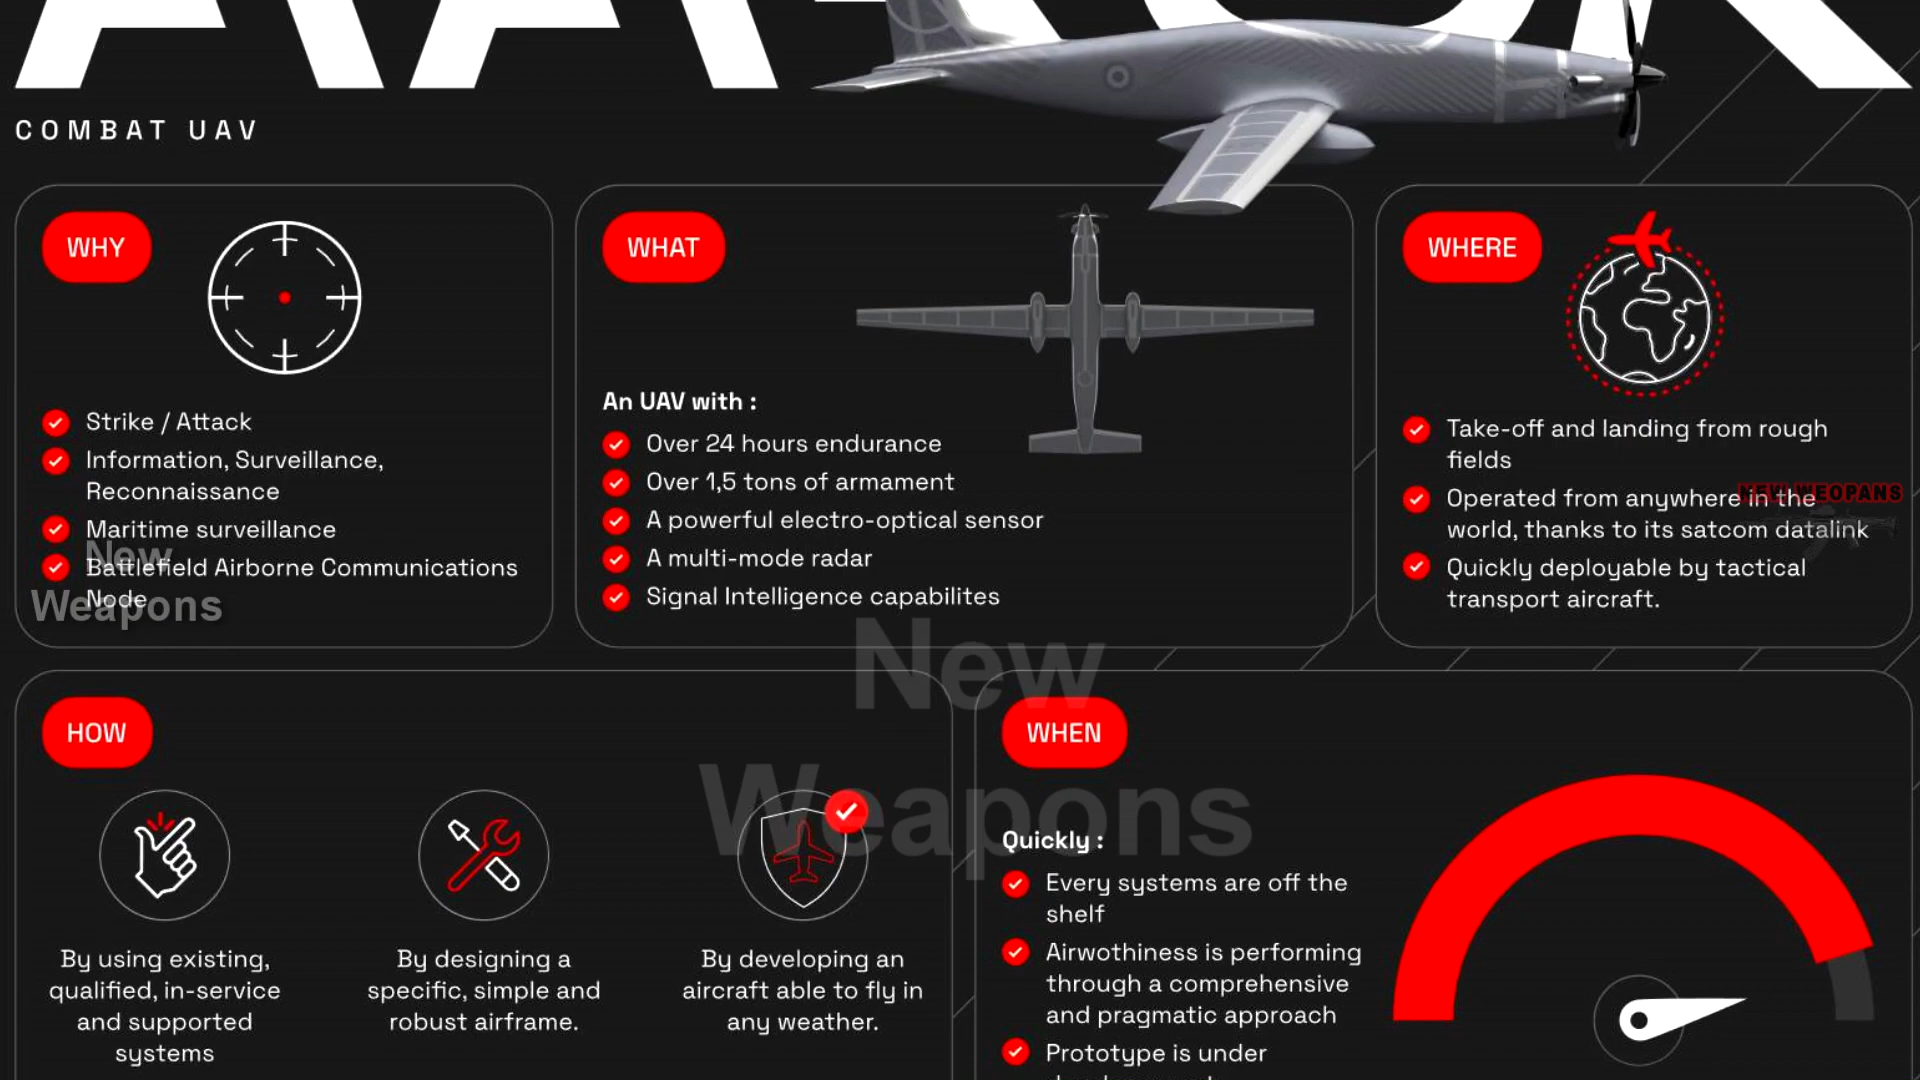 COMBAT UAV
WHY
Strike / Attack
Information, Surveillance,
Reconnaissance
Maritime surveillance
Battlefield Airborne Communications
Node
WHAT
An UAV with :
Over 24 hours endurance
Over 1,5 tons of armament
A powerful electro-optical sensor
A multi-mode radar
Signal Intelligence capabilites
WHERE
Take-off and landing from rough
fields
Operated from anywhere in the
world, thanks to its satcom datalink
Quickly deployable by tactical
transport aircraft.
NEW WEOPANS
New
Weapons
New
Weapons
HOW
By using existing,
qualified, in-service
and supported
systems
By designing a
specific, simple and
robust airframe.
By developing an
aircraft able to fly in
any weather.
WHEN
Quickly :
Every systems are off the
shelf
Airwothiness is performing
through a comprehensive
and pragmatic approach
Prototype is under